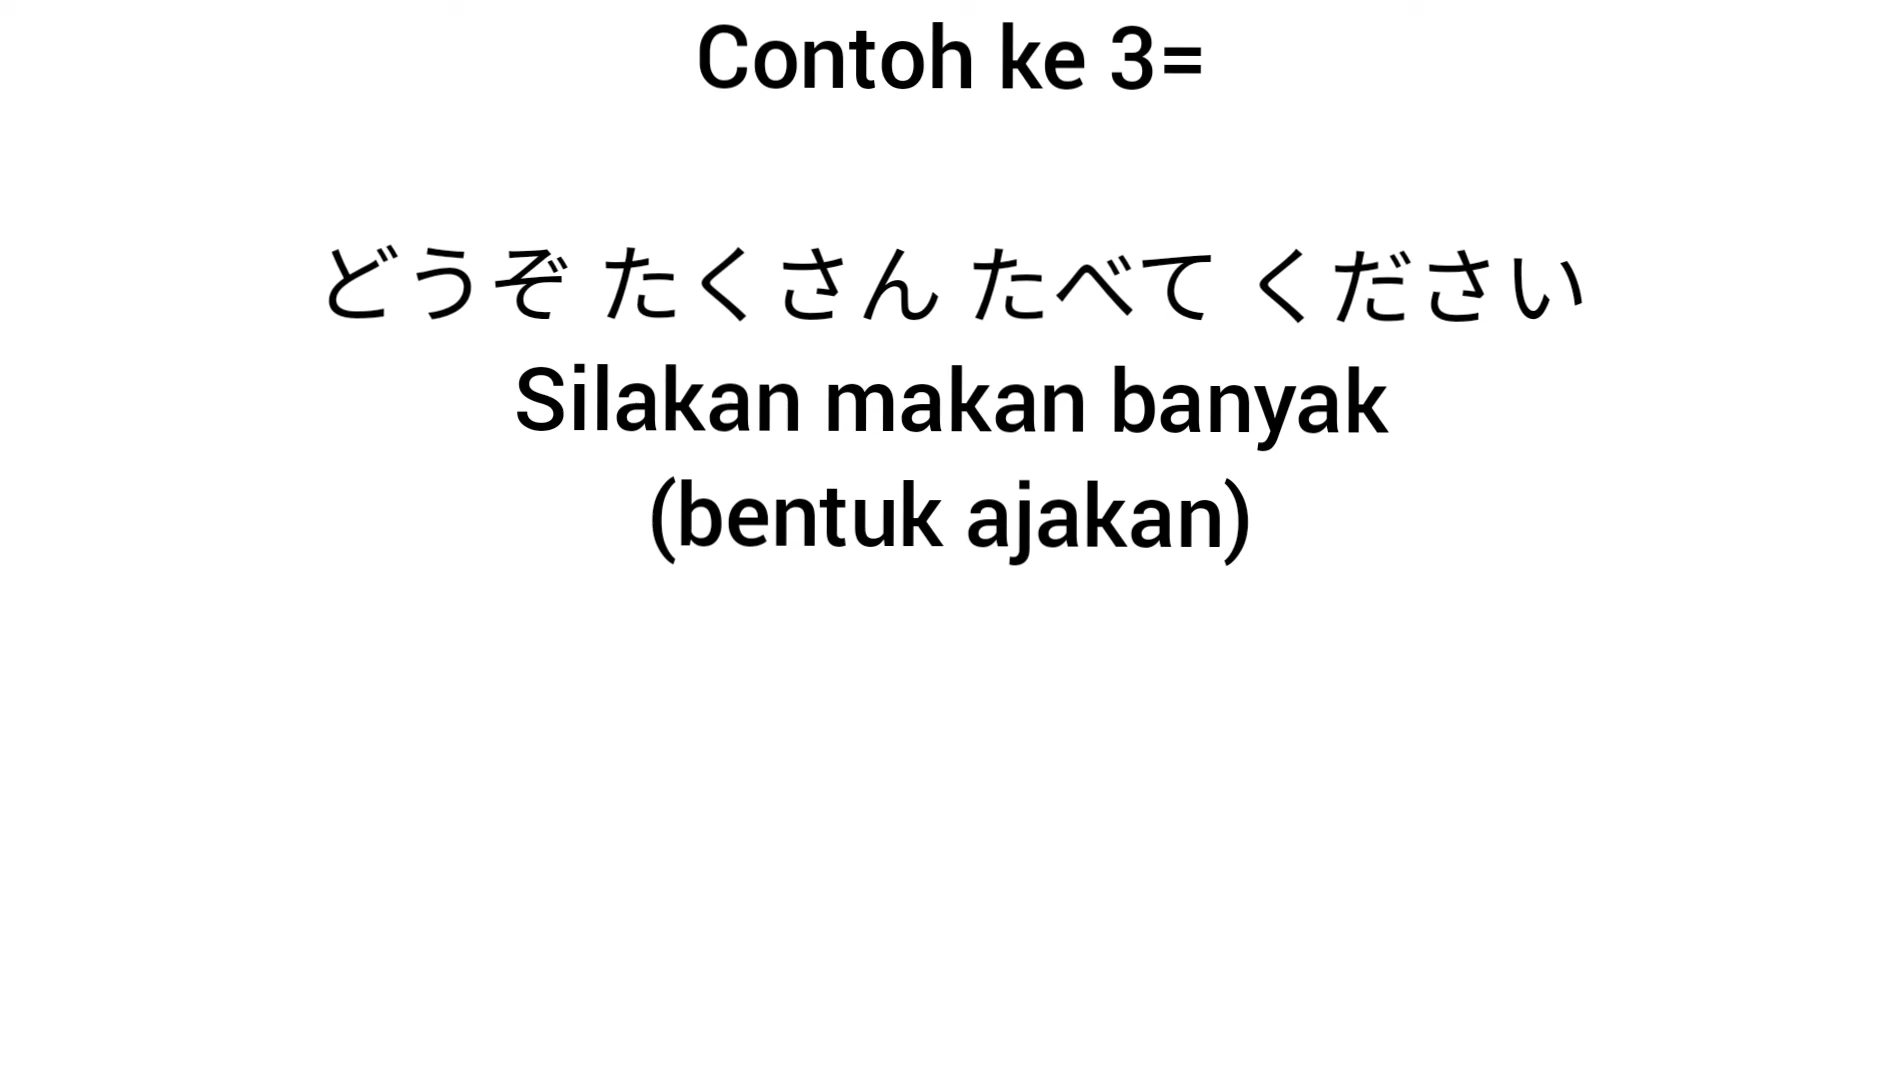 Contoh ke 3=
どうぞ たくさん たべて ください
Silakan makan banyak
(bentuk ajakan)